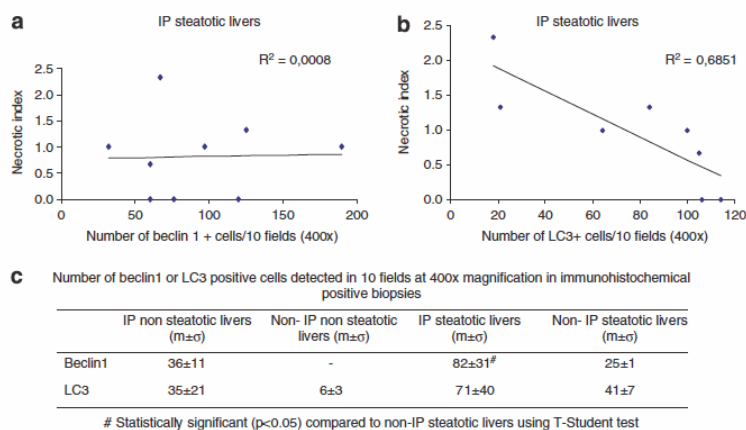 a
IP steatotic livers
R² = 0,0008
2.5
2.0
1.5
1.0
0.5
0.0
Necrotic index
0 50 100 150 200
Number of beclin 1 + cells/10 fields (400x)
b
IP steatotic livers
R² = 0,6851
2.5
2.0
1.5
1.0
0.5
0.0
Necrotic index
0 20 40 60 80 100 120
Number of LC3+ cells/10 fields (400x)
c Number of beclin1 or LC3 positive cells detected in 10 fields at 400x magnification in immunohistochemical
positive biopsies
IP non steatotic livers Non- IP non steatotic IP steatotic livers Non- IP steatotic livers
(m±σ) livers (m±σ) (m±σ) (m±σ)
Beclin1 36±11 - 82±31# 25±1
LC3 35±21 6±3 71±40 41±7
# Statistically significant (p<0.05) compared to non-IP steatotic livers using T-Student test